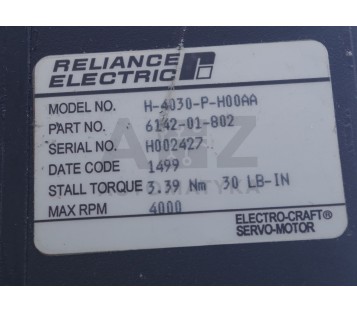 RELIANCE
ELECTRIC
MODEL NO. H-4030-P-H00AA
PART NO. 6142-01-802
SERIAL NO. H002427
DATE CODE 1499
STALL TORQUE 3.39 Nm 30 LB-IN
MAX RPM 4000
ELECTRO-CRAFT®
SERVO-MOTOR